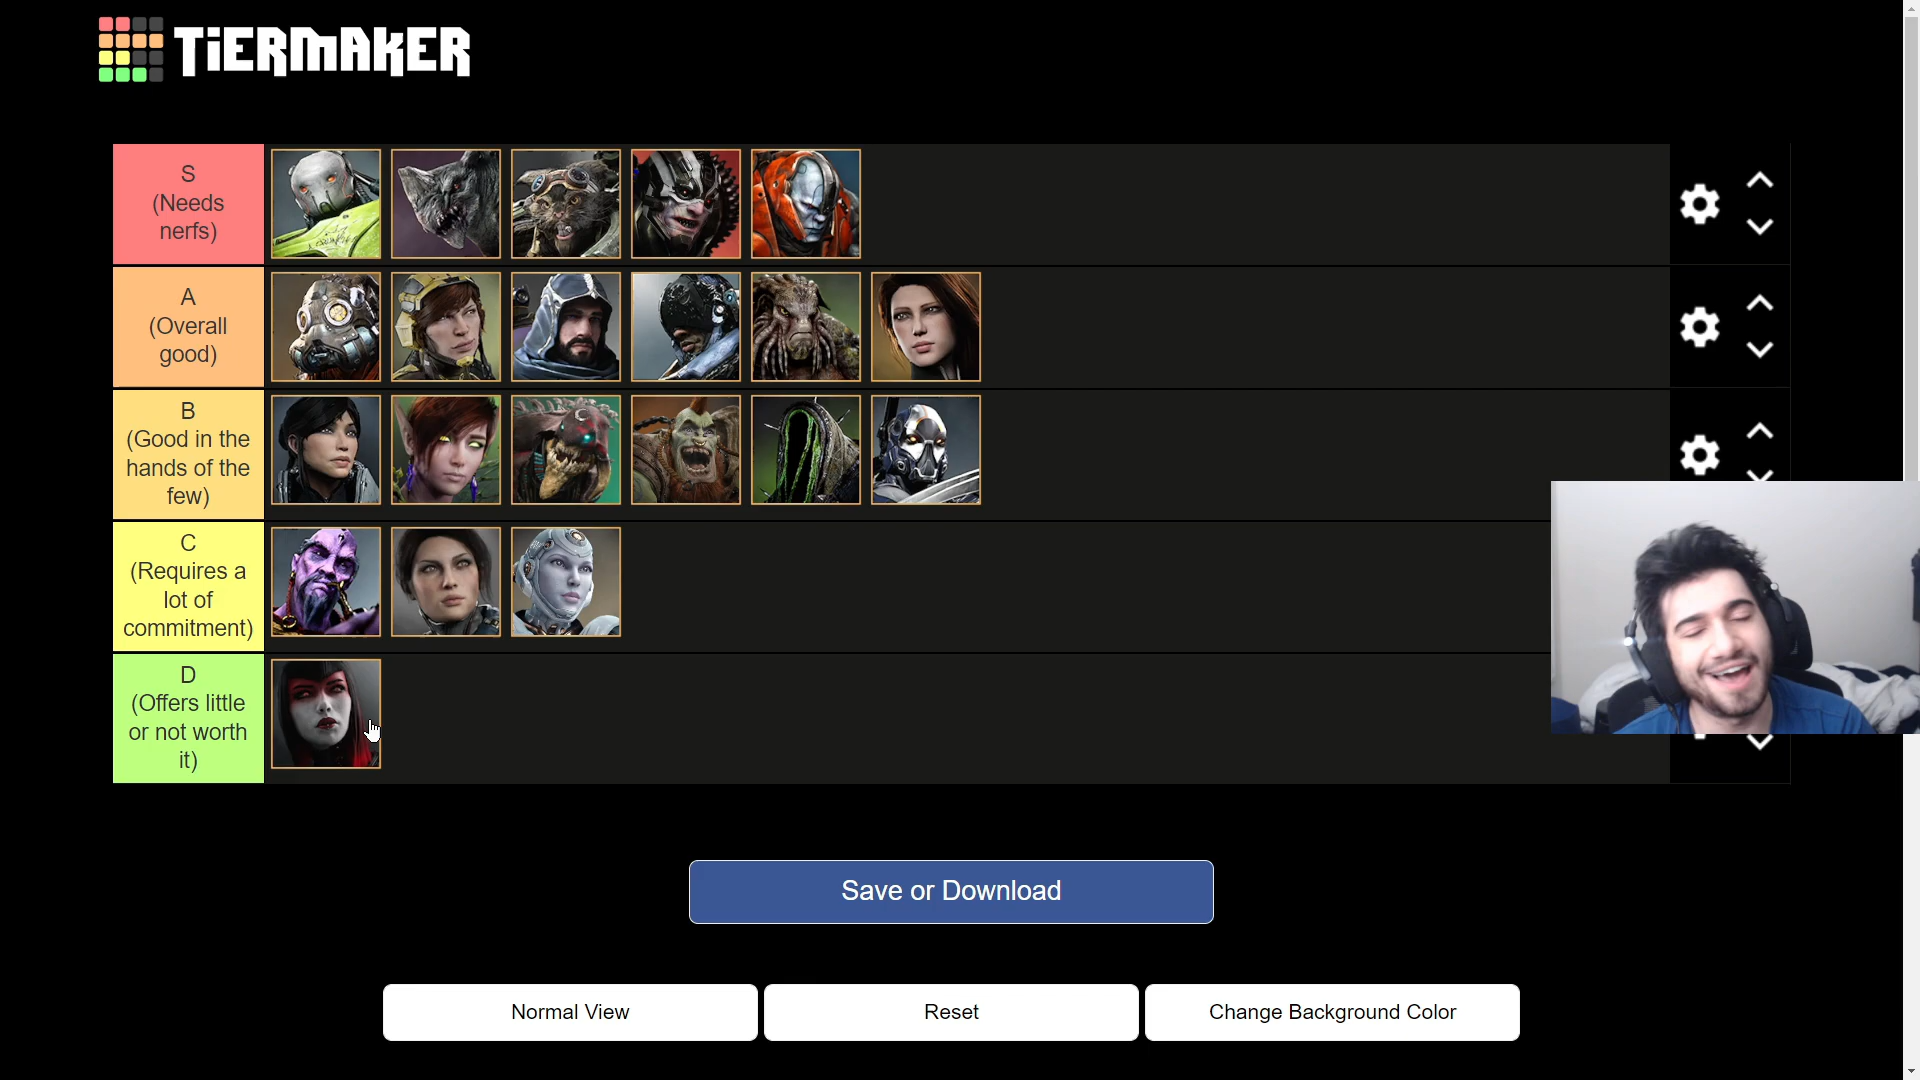 TiERMAKER
S
(Needs
nerfs)
A
(Overall
good)
B
(Good in the
hands of the
few)
C
(Requires a
lot of
commitment)
D
(Offers little
or not worth
it)
Save or Download
Normal View
Reset
Change Background Color